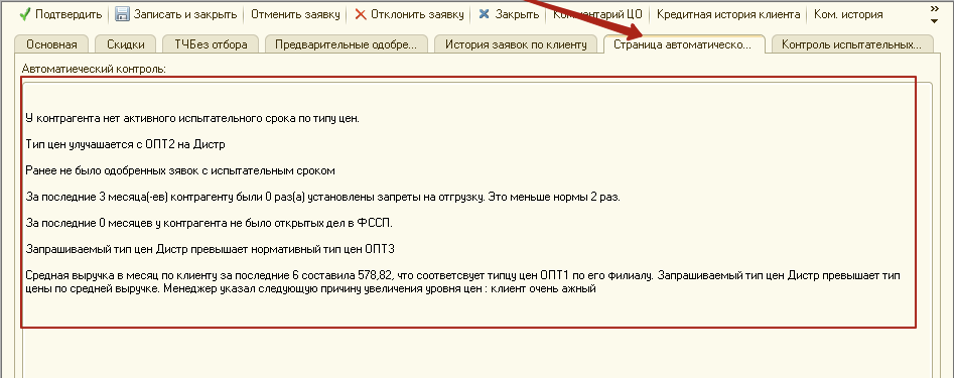 Подтвердить Записать и закрыть Отменить заявку Отклонить заявку Закрыть Комментарий ЦО Кредитная история клиента Ком. история
Основная Скидки ТЧБез отбора Предварительные одобре... История заявок по клиенту Страница автоматическо... Контроль испытательных...
Автоматиеческий контроль:
У контрагента нет активного испытательного срока по типу цен.
Тип цен улучшается с ОПТ2 на Дистр
Ранее не было одобренных зявок с испытательным сроком
За последние 3 месяца(-ев) контрагенту были 0 раз(а) установлены запреты на отгрузку. Это меньше нормы 2 раз.
За последние 0 месяцев у контрагента не было открытых дел в ФССП.
Запрашиваемый тип цен Дистр превышает нормативный тип цен ОПТ3
Средная выручка в месяц по клиенту за последние 6 составила 578,82, что соответсвует типцу цен ОПТ1 по его филиалу. Запрашиваемый тип цен Дистр превышает тип
цены по средней выручке. Менеджер указал следующую причину увеличения уровня цен : клиент очень ажный